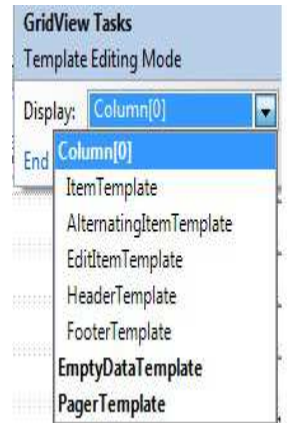 GridView Tasks
Template Editing Mode
Display: Column[0]
End
Column[0]
ItemTemplate
AlternatingItemTemplate
EditItemTemplate
HeaderTemplate
FooterTemplate
EmptyDataTemplate
PagerTemplate